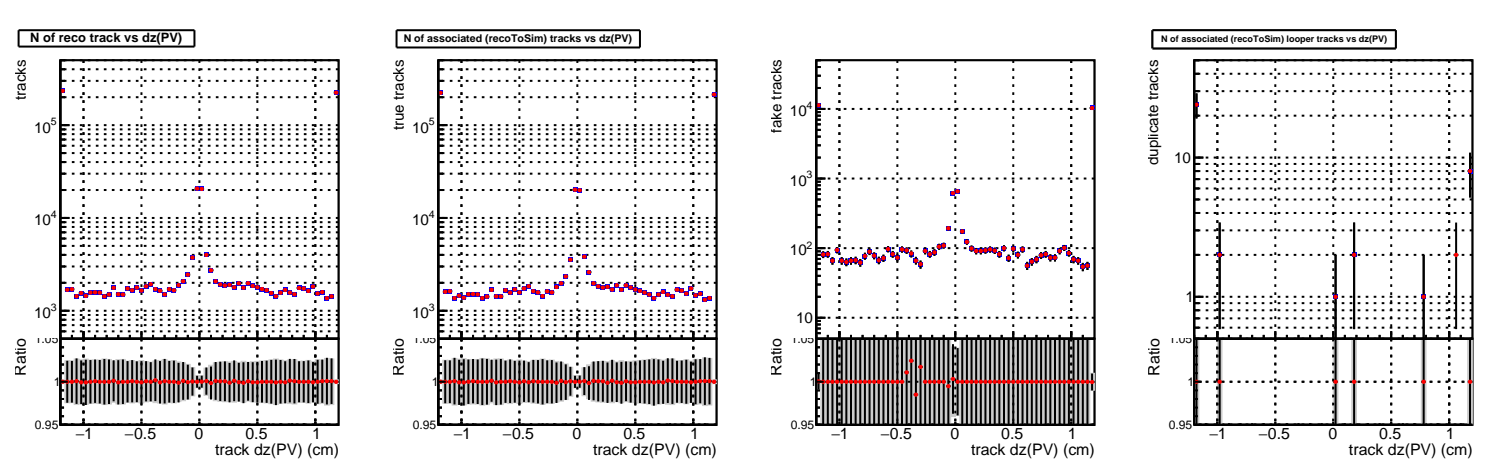 N of reco track vs dz(PV)
tracks
10^5
10^4
10^3
Ratio
1.05
1
0.95
−1 −0.5 0 0.5 1
track dz(PV) (cm)
N of associated (recoToSim) tracks vs dz(PV)
true tracks
10^5
10^4
10^3
Ratio
1.05
1
0.95
−1 −0.5 0 0.5 1
track dz(PV) (cm)
fake tracks
10^4
10^3
10^2
10
Ratio
1.05
1
0.95
−1 −0.5 0 0.5 1
track dz(PV) (cm)
N of associated (recoToSim) looper tracks vs dz(PV)
duplicate tracks
10
1
Ratio
1.05
1
0.95
−1 −0.5 0 0.5 1
track dz(PV) (cm)